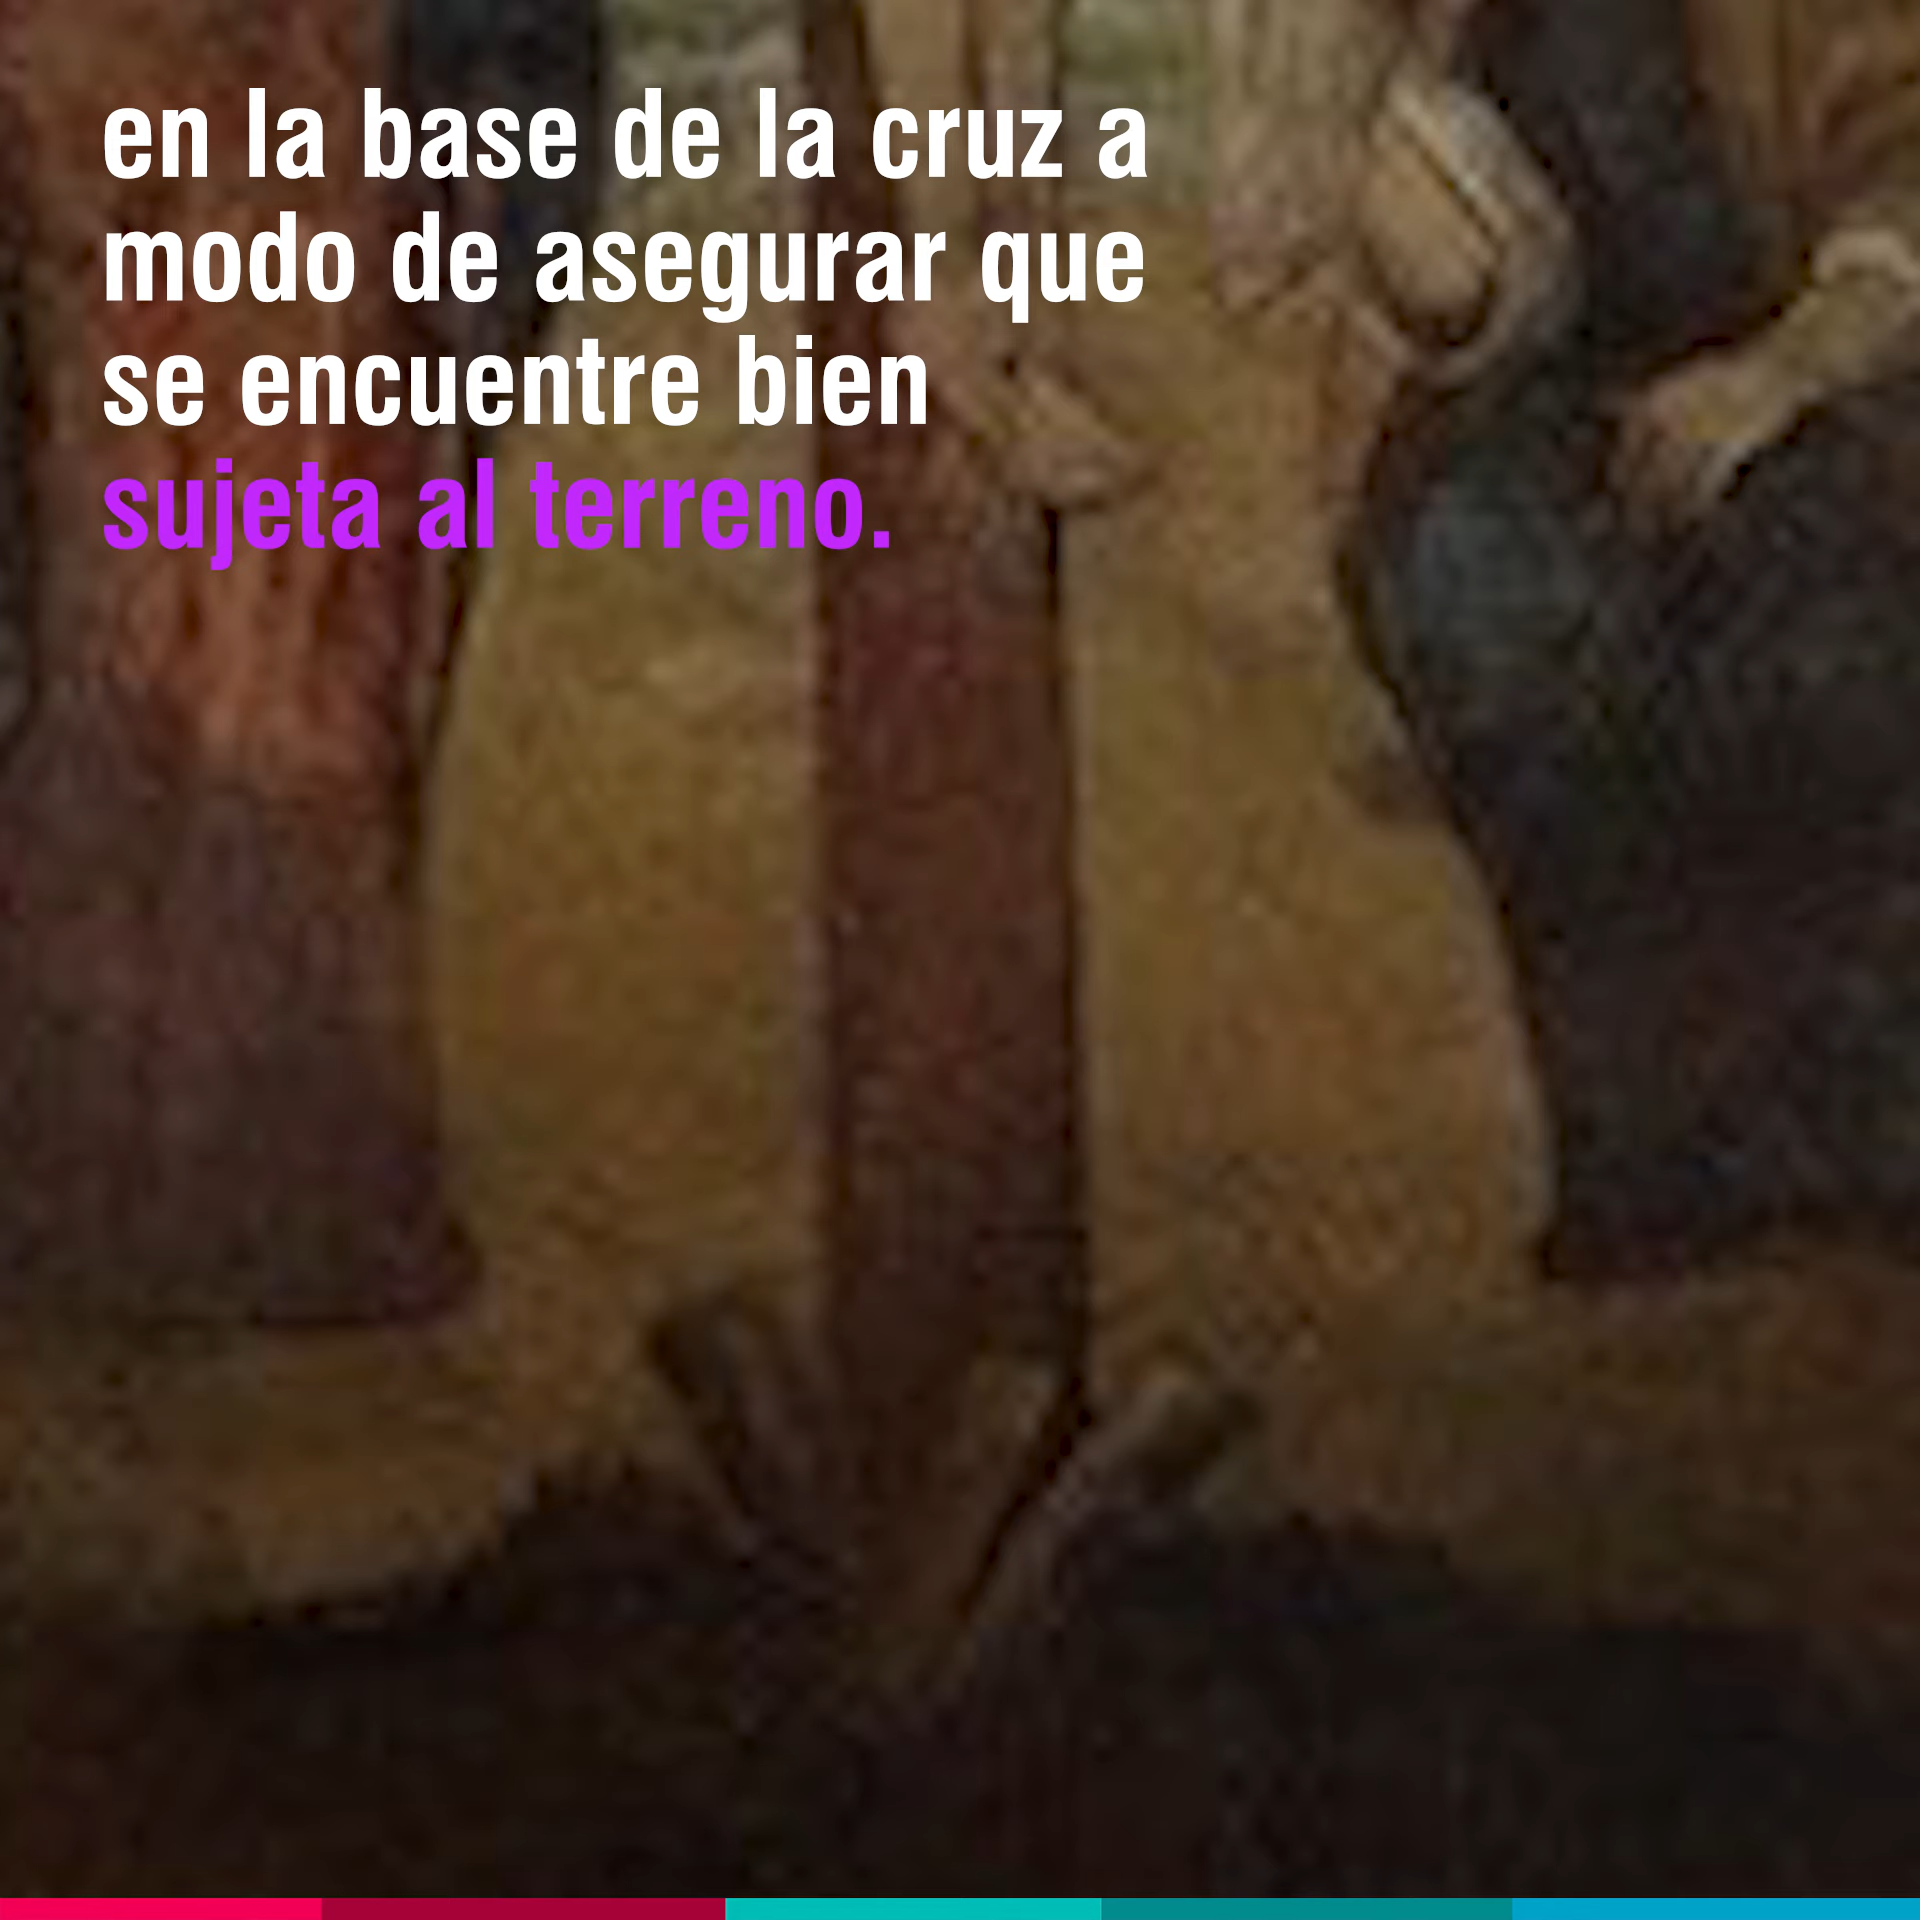 en la base de la cruz a
modo de asegurar que
se encuentre bien
sujeta al terreno.